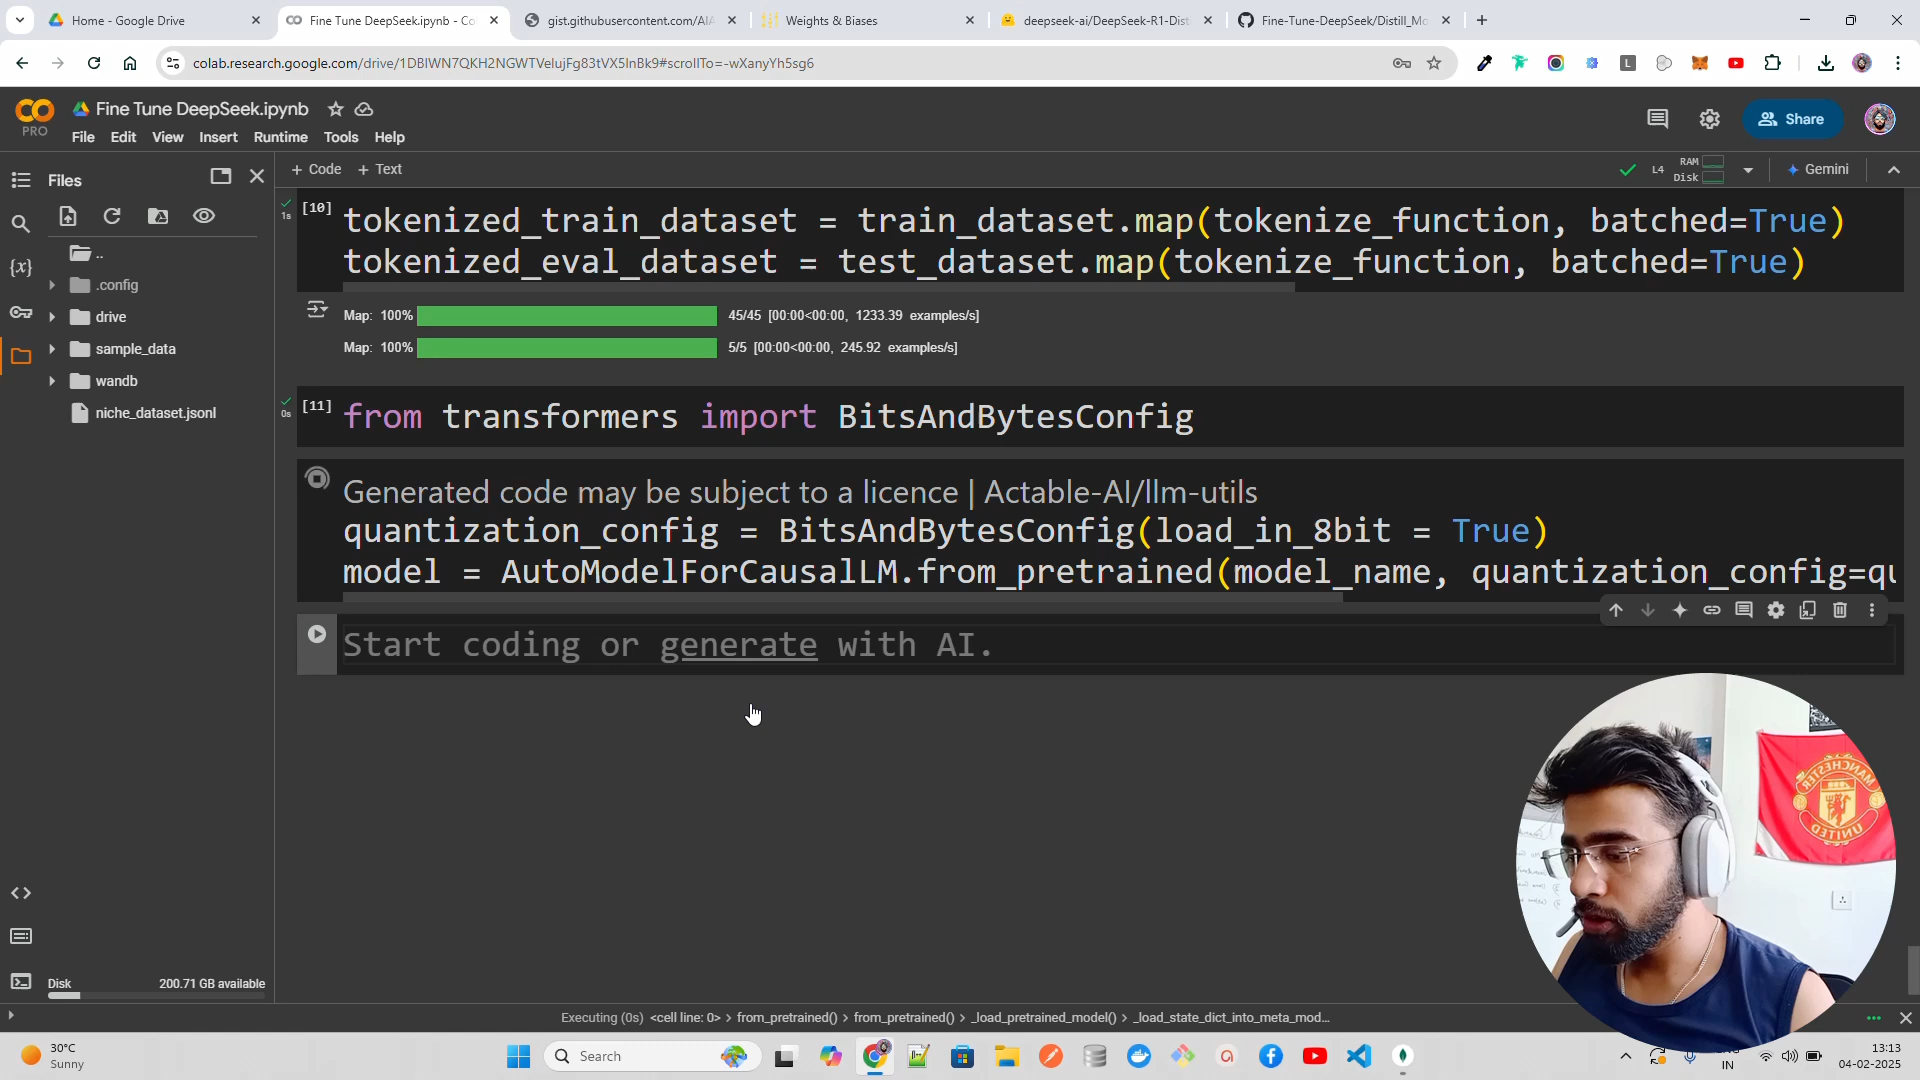 Home - Google Drive
Fine Tune DeepSeek.ipynb - Co
gist.githubusercontent.com/AIA
Weights & Biases
deepseek-ai/DeepSeek-R1-Dist
Fine-Tune-DeepSeek/Distill_Mo
colab.research.google.com/drive/1DBIWN7QKH2NGWTVelujFg83tVX5InBk9#scrollTo=-wXanyYh5sg6
Fine Tune DeepSeek.ipynb
PRO
File Edit View Insert Runtime Tools Help
Share
+ Code + Text
L4
RAM
Disk
Gemini
Files
..
.config
drive
sample_data
wandb
niche_dataset.jsonl
Disk 200.71 GB available
1s
[10]
tokenized_train_dataset = train_dataset.map(tokenize_function, batched=True)
tokenized_eval_dataset = test_dataset.map(tokenize_function, batched=True)
Map: 100% 45/45 [00:00<00:00, 1233.39 examples/s]
Map: 100% 5/5 [00:00<00:00, 245.92 examples/s]
0s
[11]
from transformers import BitsAndBytesConfig
Generated code may be subject to a licence | Actable-AI/llm-utils
quantization_config = BitsAndBytesConfig(load_in_8bit = True)
model = AutoModelForCausalLM.from_pretrained(model_name, quantization_config=qu
Start coding or generate with AI.
MANCHESTER
UNITED
Executing (0s) <cell line: 0> > from_pretrained() > from_pretrained() > _load_pretrained_model() > _load_state_dict_into_meta_mod...
30°C
Sunny
Search
IN
13:13
04-02-2025